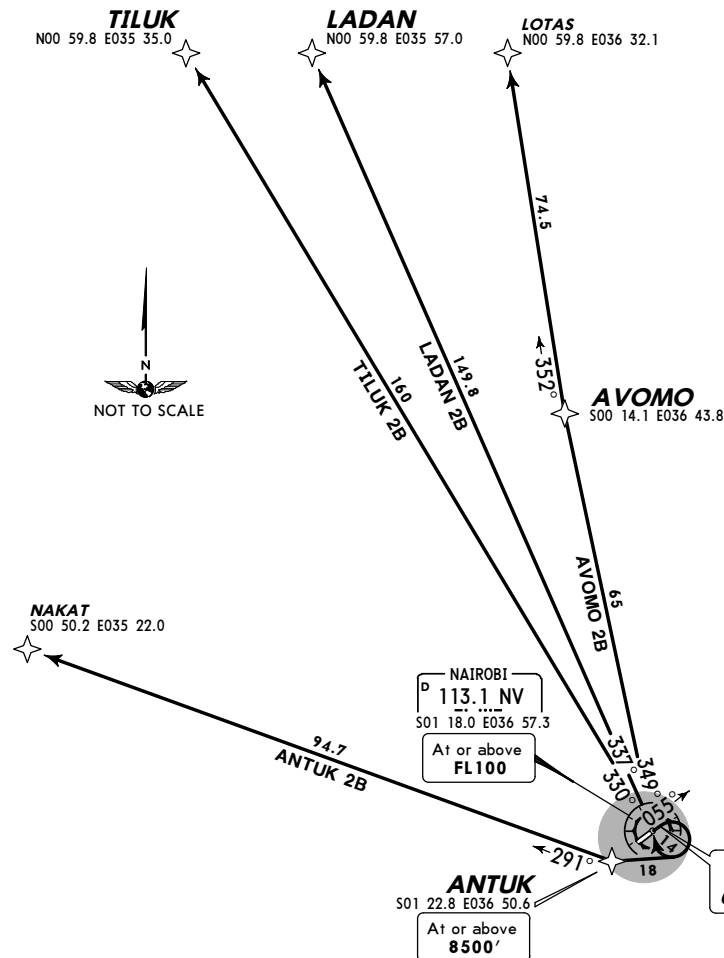 TILUK
N00 59.8 E035 35.0
LADAN
N00 59.8 E035 57.0
LOTAS
N00 59.8 E036 32.1
74.5
N
NOT TO SCALE
160
TILUK 2B
149.8
LADAN 2B
352°
AVOMO
S00 14.1 E036 43.8
65
AVOMO 2B
NAKAT
S00 50.2 E035 22.0
94.7
ANTUK 2B
NAIROBI
D 113.1 NV
S01 18.0 E036 57.3
At or above
FL100
337°
349°
330°
055°
14
18
291°
ANTUK
S01 22.8 E036 50.6
At or above
8500'